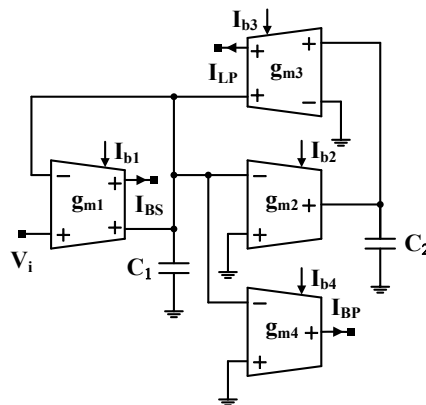 I_b3
+
+
g_m3
I_LP
+
−
−
I_b1
+
g_m1
I_BS
+
+
V_i
C_1
I_b2
−
g_m2
+
+
C_2
I_b4
−
g_m4
I_BP
+
+